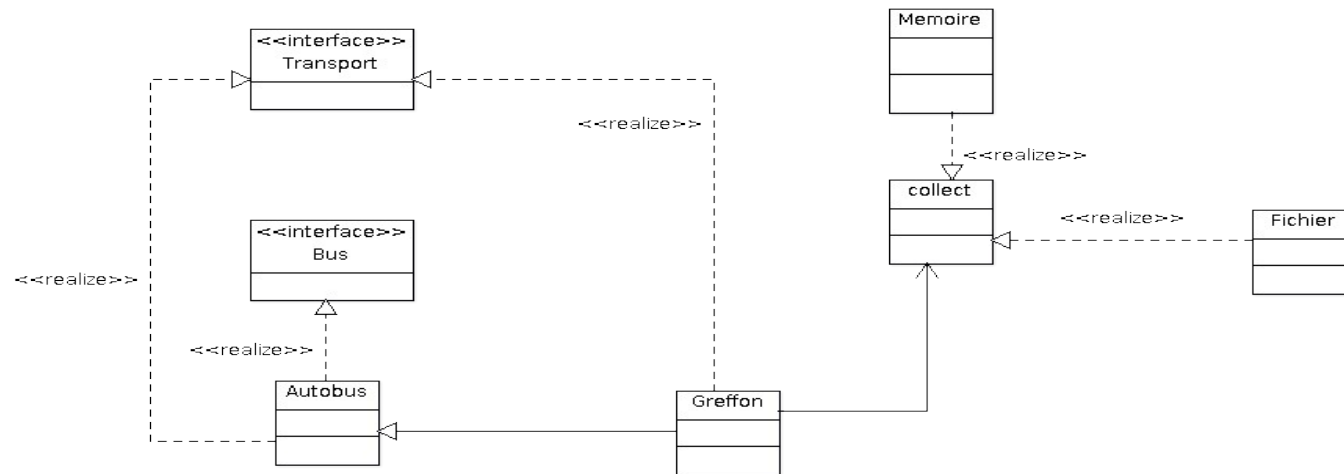 Memoire
<<interface>>
Transport
<<realize>>
<<realize>>
collect
<<realize>>
Fichier
<<interface>>
Bus
<<realize>>
<<realize>>
Autobus
Greffon